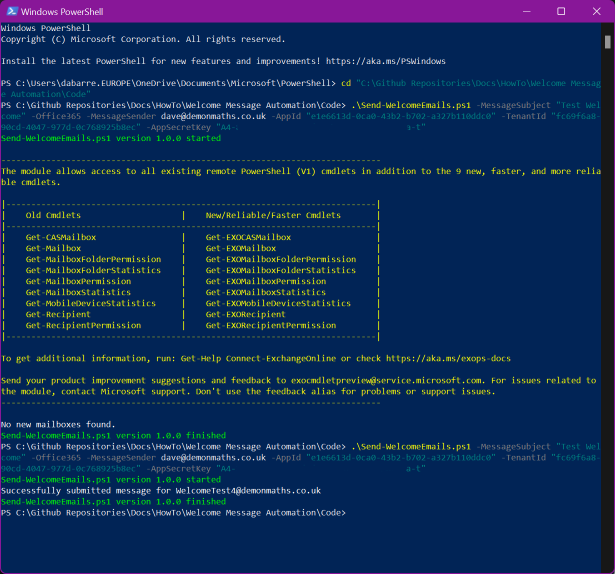 Windows PowerShell
Windows PowerShell
Copyright (C) Microsoft Corporation. All rights reserved.
Install the latest PowerShell for new features and improvements! https://aka.ms/PSWindows
PS C:\Users\dabarre.EUROPE\OneDrive\Documents\Microsoft\PowerShell> cd "C:\Github Repositories\Docs\HowTo\Welcome Messag
e Automation\Code"
PS C:\Github Repositories\Docs\HowTo\Welcome Message Automation\Code> .\Send-WelcomeEmails.ps1 -MessageSubject "Test Wel
come" -Office365 -MessageSender dave@demonmaths.co.uk -AppId "e1e6613d-0ca0-43b2-b702-a327b110ddc0" -TenantId "fc69f6a8-
90cd-4047-977d-0c768925b8ec" -AppSecretKey "A4-. a-t"
Send-WelcomeEmails.ps1 version 1.0.0 started
----------------------------------------------------------------------------
The module allows access to all existing remote PowerShell (V1) cmdlets in addition to the 9 new, faster, and more relia
ble cmdlets.
|--------------------------------------------------------------------------|
| Old Cmdlets | New/Reliable/Faster Cmdlets |
|--------------------------------------------------------------------------|
| Get-CASMailbox | Get-EXOCASMailbox |
| Get-Mailbox | Get-EXOMailbox |
| Get-MailboxFolderPermission | Get-EXOMailboxFolderPermission |
| Get-MailboxFolderStatistics | Get-EXOMailboxFolderStatistics |
| Get-MailboxPermission | Get-EXOMailboxPermission |
| Get-MailboxStatistics | Get-EXOMailboxStatistics |
| Get-MobileDeviceStatistics | Get-EXOMobileDeviceStatistics |
| Get-Recipient | Get-EXORecipient |
| Get-RecipientPermission | Get-EXORecipientPermission |
|--------------------------------------------------------------------------|
To get additional information, run: Get-Help Connect-ExchangeOnline or check https://aka.ms/exops-docs
Send your product improvement suggestions and feedback to exocmdletpreview@service.microsoft.com. For issues related to
the module, contact Microsoft support. Don't use the feedback alias for problems or support issues.
----------------------------------------------------------------------------
No new mailboxes found.
Send-WelcomeEmails.ps1 version 1.0.0 finished
PS C:\Github Repositories\Docs\HowTo\Welcome Message Automation\Code> .\Send-WelcomeEmails.ps1 -MessageSubject "Test Wel
come" -Office365 -MessageSender dave@demonmaths.co.uk -AppId "e1e6613d-0ca0-43b2-b702-a327b110ddc0" -TenantId "fc69f6a8-
90cd-4047-977d-0c768925b8ec" -AppSecretKey "A4- a-t"
Send-WelcomeEmails.ps1 version 1.0.0 started
Successfully submitted message for WelcomeTest4@demonmaths.co.uk
Send-WelcomeEmails.ps1 version 1.0.0 finished
PS C:\Github Repositories\Docs\HowTo\Welcome Message Automation\Code>